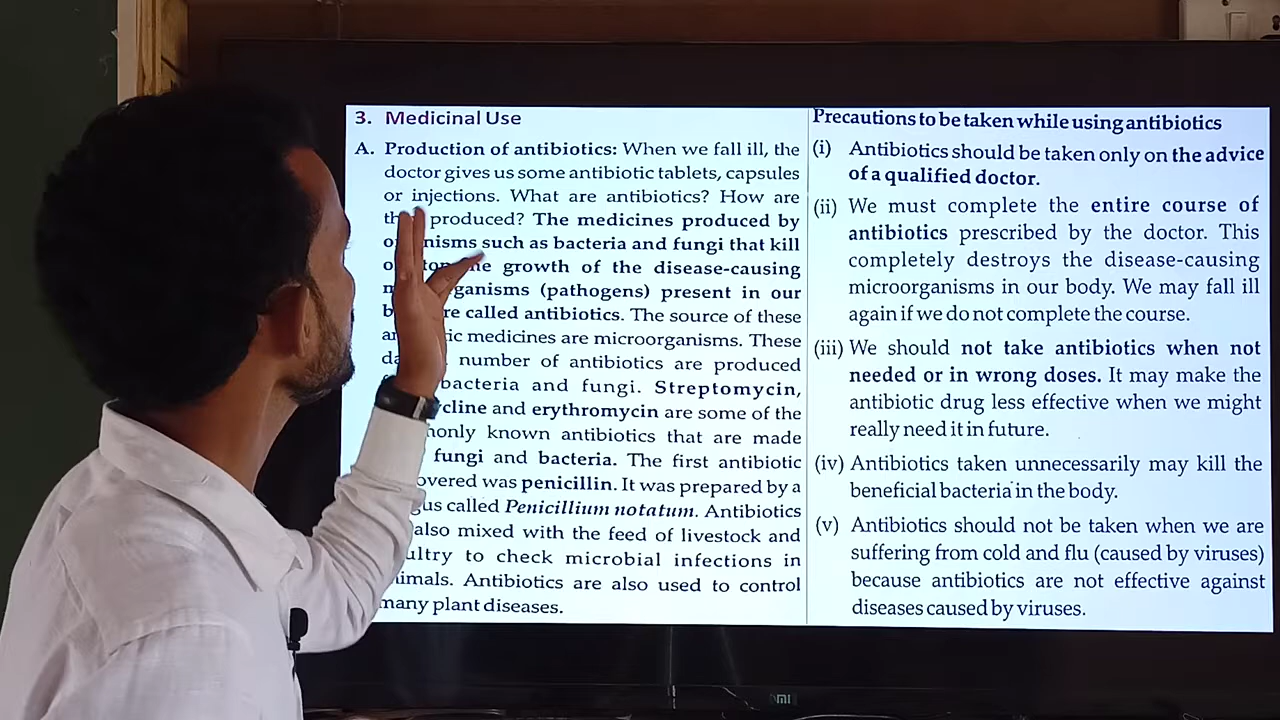 3. Medicinal Use
A. Production of antibiotics: When we fall ill, the
doctor gives us some antibiotic tablets, capsules
or injections. What are antibiotics? How are
produced? The medicines produced by
such as bacteria and fungi that kill
growth of the disease-causing
(pathogens) present in our
called antibiotics. The source of these
medicines are microorganisms. These
number of antibiotics are produced
bacteria and fungi. Streptomycin,
and erythromycin are some of the
known antibiotics that are made
fungi and bacteria. The first antibiotic
was penicillin. It was prepared by a
called Penicillium notatum. Antibiotics
also mixed with the feed of livestock and
to check microbial infections in
Antibiotics are also used to control
many plant diseases.
Precautions to be taken while using antibiotics
(i) Antibiotics should be taken only on the advice
of a qualified doctor.
(ii) We must complete the entire course of
antibiotics prescribed by the doctor. This
completely destroys the disease-causing
microorganisms in our body. We may fall ill
again if we do not complete the course.
(iii) We should not take antibiotics when not
needed or in wrong doses. It may make the
antibiotic drug less effective when we might
really need it in future.
(iv) Antibiotics taken unnecessarily may kill the
beneficial bacteria in the body.
(v) Antibiotics should not be taken when we are
suffering from cold and flu (caused by viruses)
because antibiotics are not effective against
diseases caused by viruses.
mi